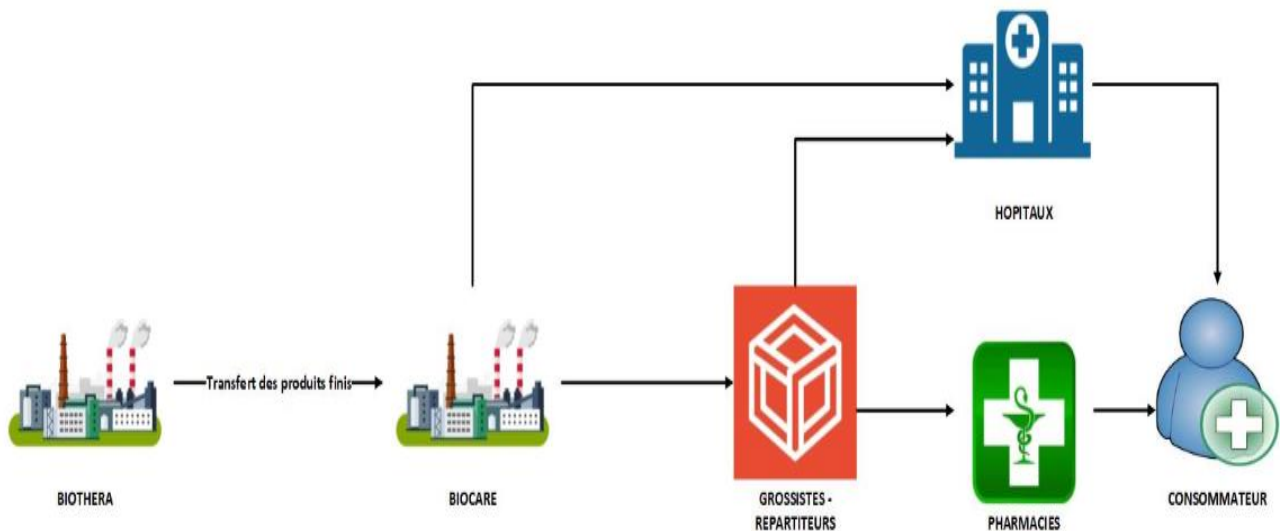 HOPITAUX
Transfert des produits finis
BIOTHERA
BIOCARE
GROSSISTES -
REPARTITEURS
PHARMACIES
CONSOMMATEUR